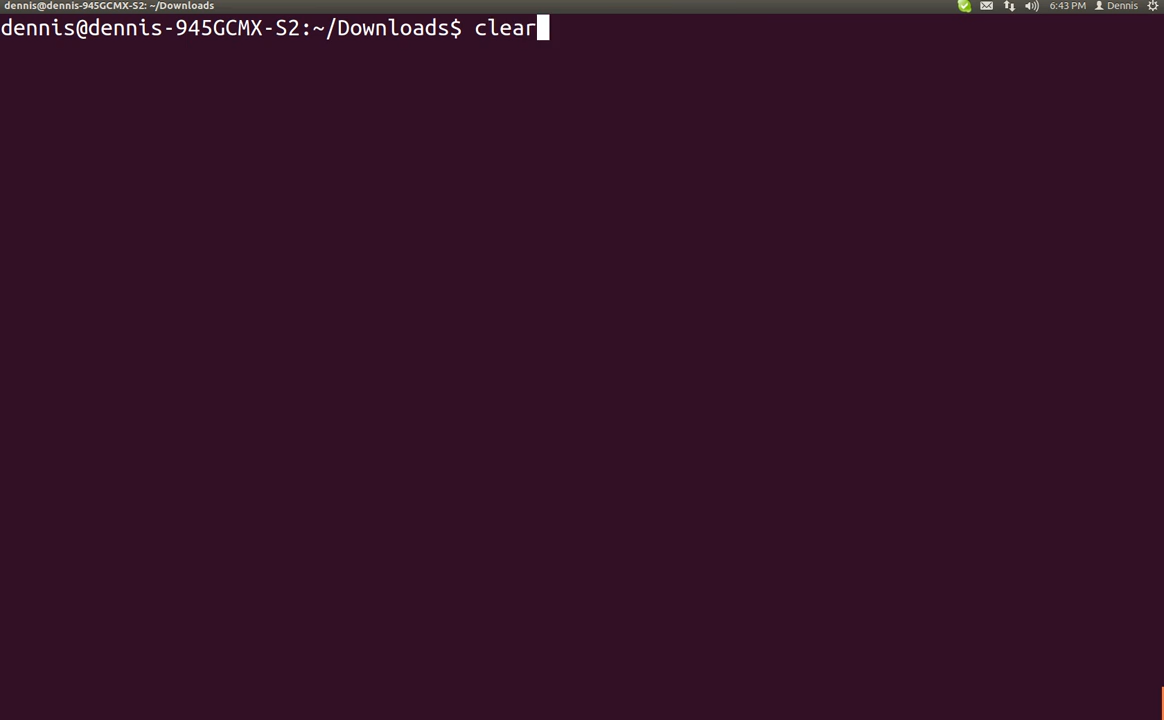 dennis@dennis-945GCMX-S2: ~/Downloads
6:43 PM
Dennis
dennis@dennis-945GCMX-S2:~/Downloads$ clear